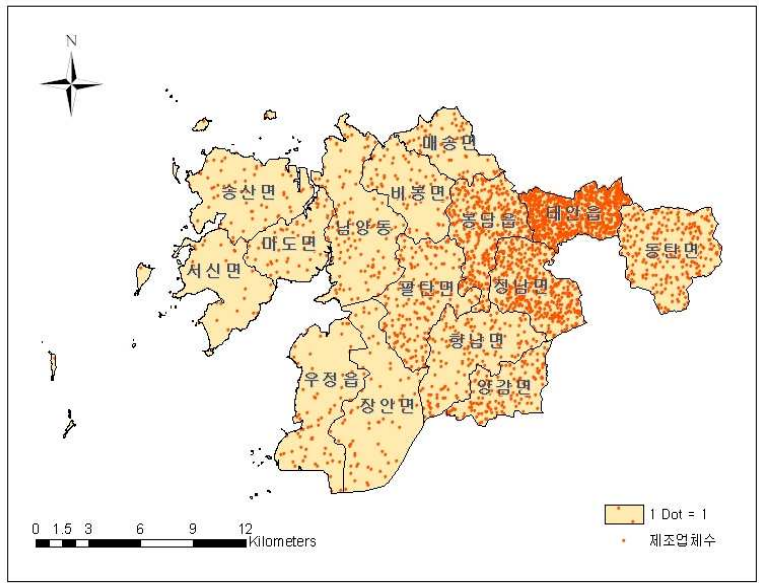 N
매송면
송산면
비봉면
태안읍
봉담읍
남양동
마도면
동탄면
서신면
팔탄면
정남면
향남면
우정읍
양감면
장안면
1 Dot = 1
제조업체수
0 1.5 3 6 9 12
Kilometers